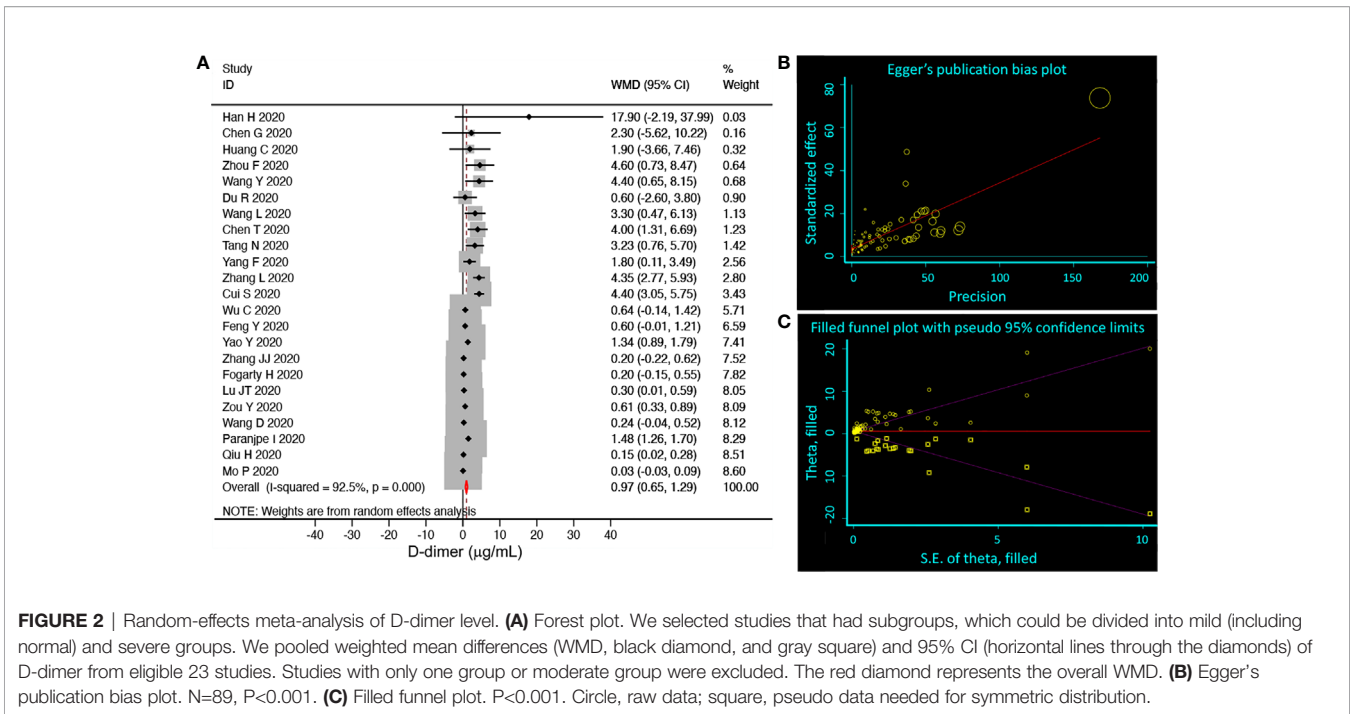 A
Study
ID WMD (95% CI) % Weight
Han H 2020 17.90 (-2.19, 37.99) 0.03
Chen G 2020 2.30 (-5.62, 10.22) 0.16
Huang C 2020 1.90 (-3.66, 7.46) 0.32
Zhou F 2020 4.60 (0.73, 8.47) 0.64
Wang Y 2020 4.40 (0.65, 8.15) 0.68
Du R 2020 0.60 (-2.60, 3.80) 0.90
Wang L 2020 3.30 (0.47, 6.13) 1.13
Chen T 2020 4.00 (1.31, 6.69) 1.23
Tang N 2020 3.23 (0.76, 5.70) 1.42
Yang F 2020 1.80 (0.11, 3.49) 2.56
Zhang L 2020 4.35 (2.77, 5.93) 2.80
Cui S 2020 4.40 (3.05, 5.75) 3.43
Wu C 2020 0.64 (-0.14, 1.42) 5.71
Feng Y 2020 0.60 (-0.01, 1.21) 6.59
Yao Y 2020 1.34 (0.89, 1.79) 7.41
Zhang JJ 2020 0.20 (-0.22, 0.62) 7.52
Fogarty H 2020 0.20 (-0.15, 0.55) 7.82
Lu JT 2020 0.30 (0.01, 0.59) 8.05
Zou Y 2020 0.61 (0.33, 0.89) 8.09
Wang D 2020 0.24 (-0.04, 0.52) 8.12
Paranjpe I 2020 1.48 (1.26, 1.70) 8.29
Qiu H 2020 0.15 (0.02, 0.28) 8.51
Mo P 2020 0.03 (-0.03, 0.09) 8.60
Overall (I-squared = 92.5%, p = 0.000) 0.97 (0.65, 1.29) 100.00
NOTE: Weights are from random effects analysis
-40 -30 -20 -10 0 10 20 30 40
D-dimer (µg/mL)
B
Egger's publication bias plot
Standardized effect
80
60
40
20
0
0 50 100 150 200
Precision
C
Filled funnel plot with pseudo 95% confidence limits
Theta, filled
20
10
0
10
-20
0 5 10
S.E. of theta, filled
FIGURE 2 | Random-effects meta-analysis of D-dimer level. (A) Forest plot. We selected studies that had subgroups, which could be divided into mild (including
normal) and severe groups. We pooled weighted mean differences (WMD, black diamond, and gray square) and 95% CI (horizontal lines through the diamonds) of
D-dimer from eligible 23 studies. Studies with only one group or moderate group were excluded. The red diamond represents the overall WMD. (B) Egger's
publication bias plot. N=89, P<0.001. (C) Filled funnel plot. P<0.001. Circle, raw data; square, pseudo data needed for symmetric distribution.